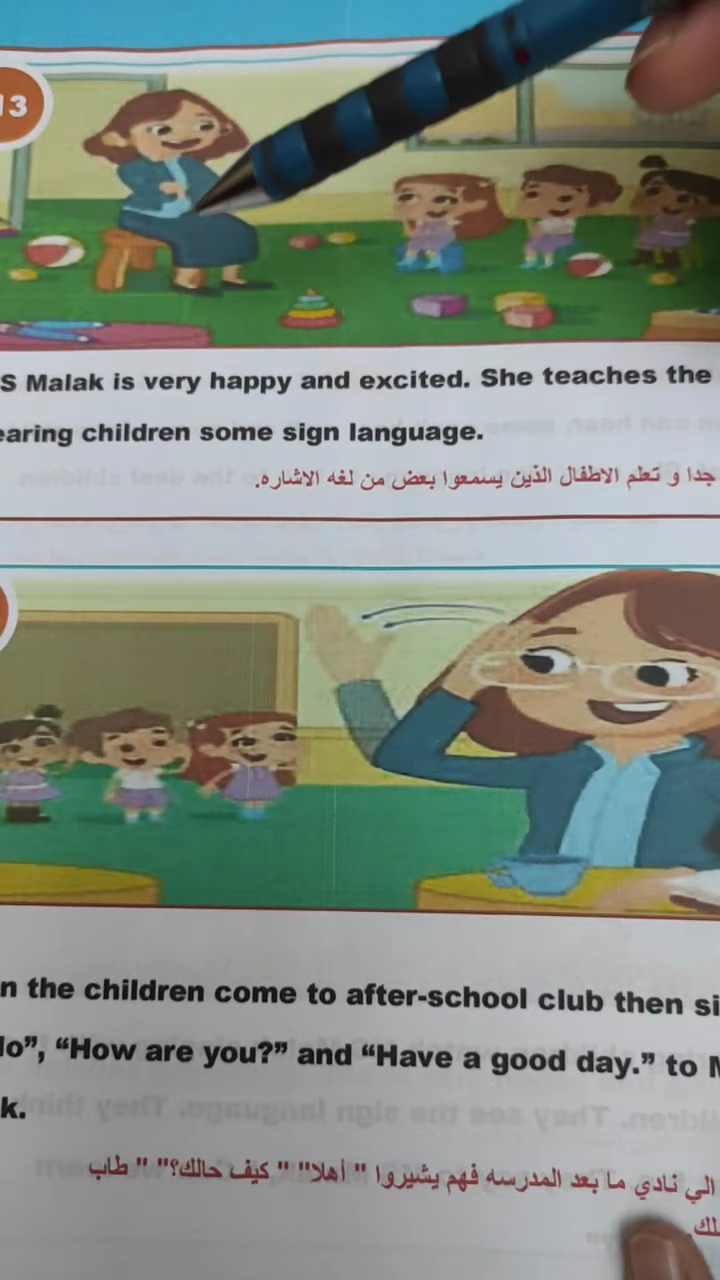 13
S Malak is very happy and excited. She teaches the
earing children some sign language.
جدا و تعلم الاطفال الذين يسمعوا بعض من لغه الاشاره.
n the children come to after-school club then si
lo”, “How are you?” and “Have a good day.” to M
k.
الي نادي ما بعد المدرسه فهم يشيروا " أهلا" " كيف حالك؟" " طاب
لك